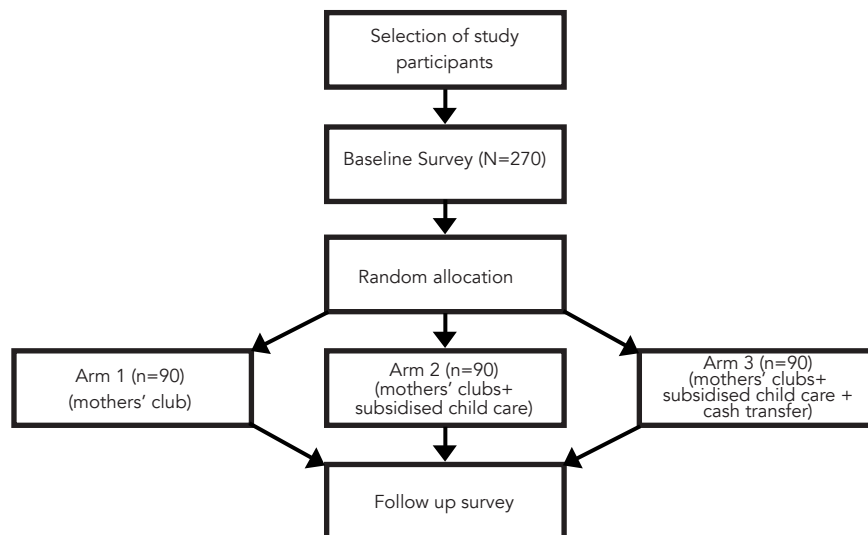 Selection of study
participants
Baseline Survey (N=270)
Random allocation
Arm 1 (n=90)
(mothers’ club)
Arm 2 (n=90)
(mothers’ clubs+
subsidised child care)
Arm 3 (n=90)
(mothers’ clubs+
subsidised child care +
cash transfer)
Follow up survey